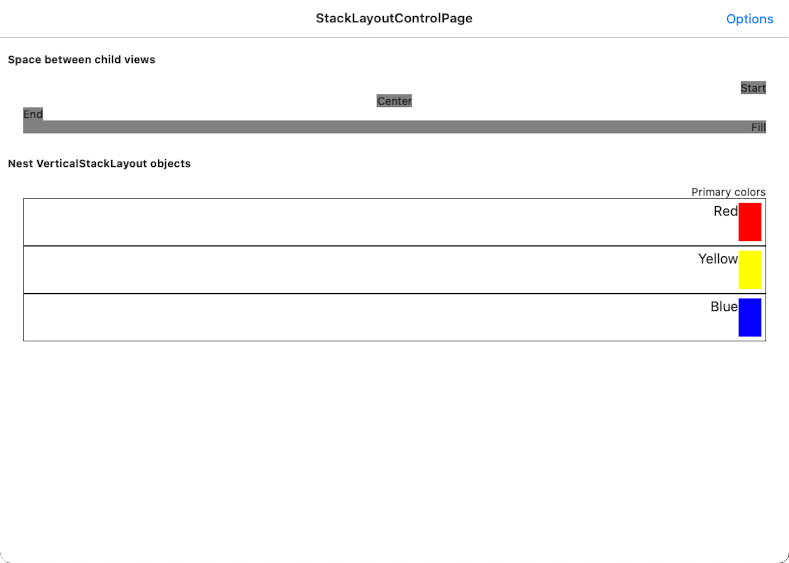 StackLayoutControlPage
Options
Space between child views
Start
Center
End
Fill
Nest VerticalStackLayout objects
Primary colors
Red
Yellow
Blue